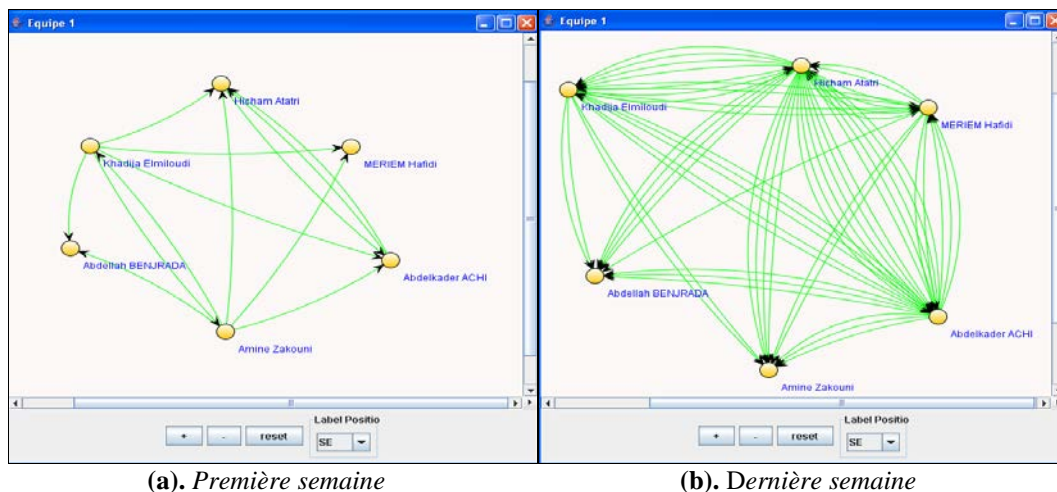 Equipe 1
Hicham Atatri
Khadija Elmiloudi
MERIEM Hafidi
Abdellah BENJRADA
Abdelkader ACHI
Amine Zakouni
Label Positio
+ - reset SE
(a). Première semaine
Equipe 1
Hicham Atatri
Khadija Elmiloudi
MERIEM Hafidi
Abdellah BENJRADA
Abdelkader ACHI
Amine Zakouni
Label Positio
+ - reset SE
(b). Dernière semaine